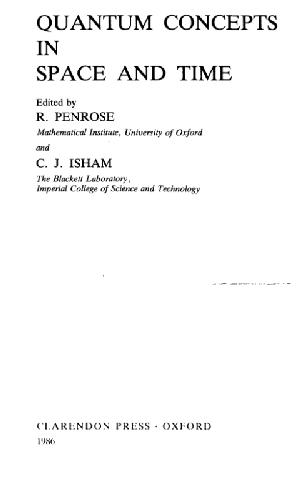 QUANTUM CONCEPTS
IN
SPACE AND TIME
Edited by
R. PENROSE
Mathematical Institute, University of Oxford
and
C. J. ISHAM
The Blackett Laboratory,
Imperial College of Science and Technology
CLARENDON PRESS · OXFORD
1986